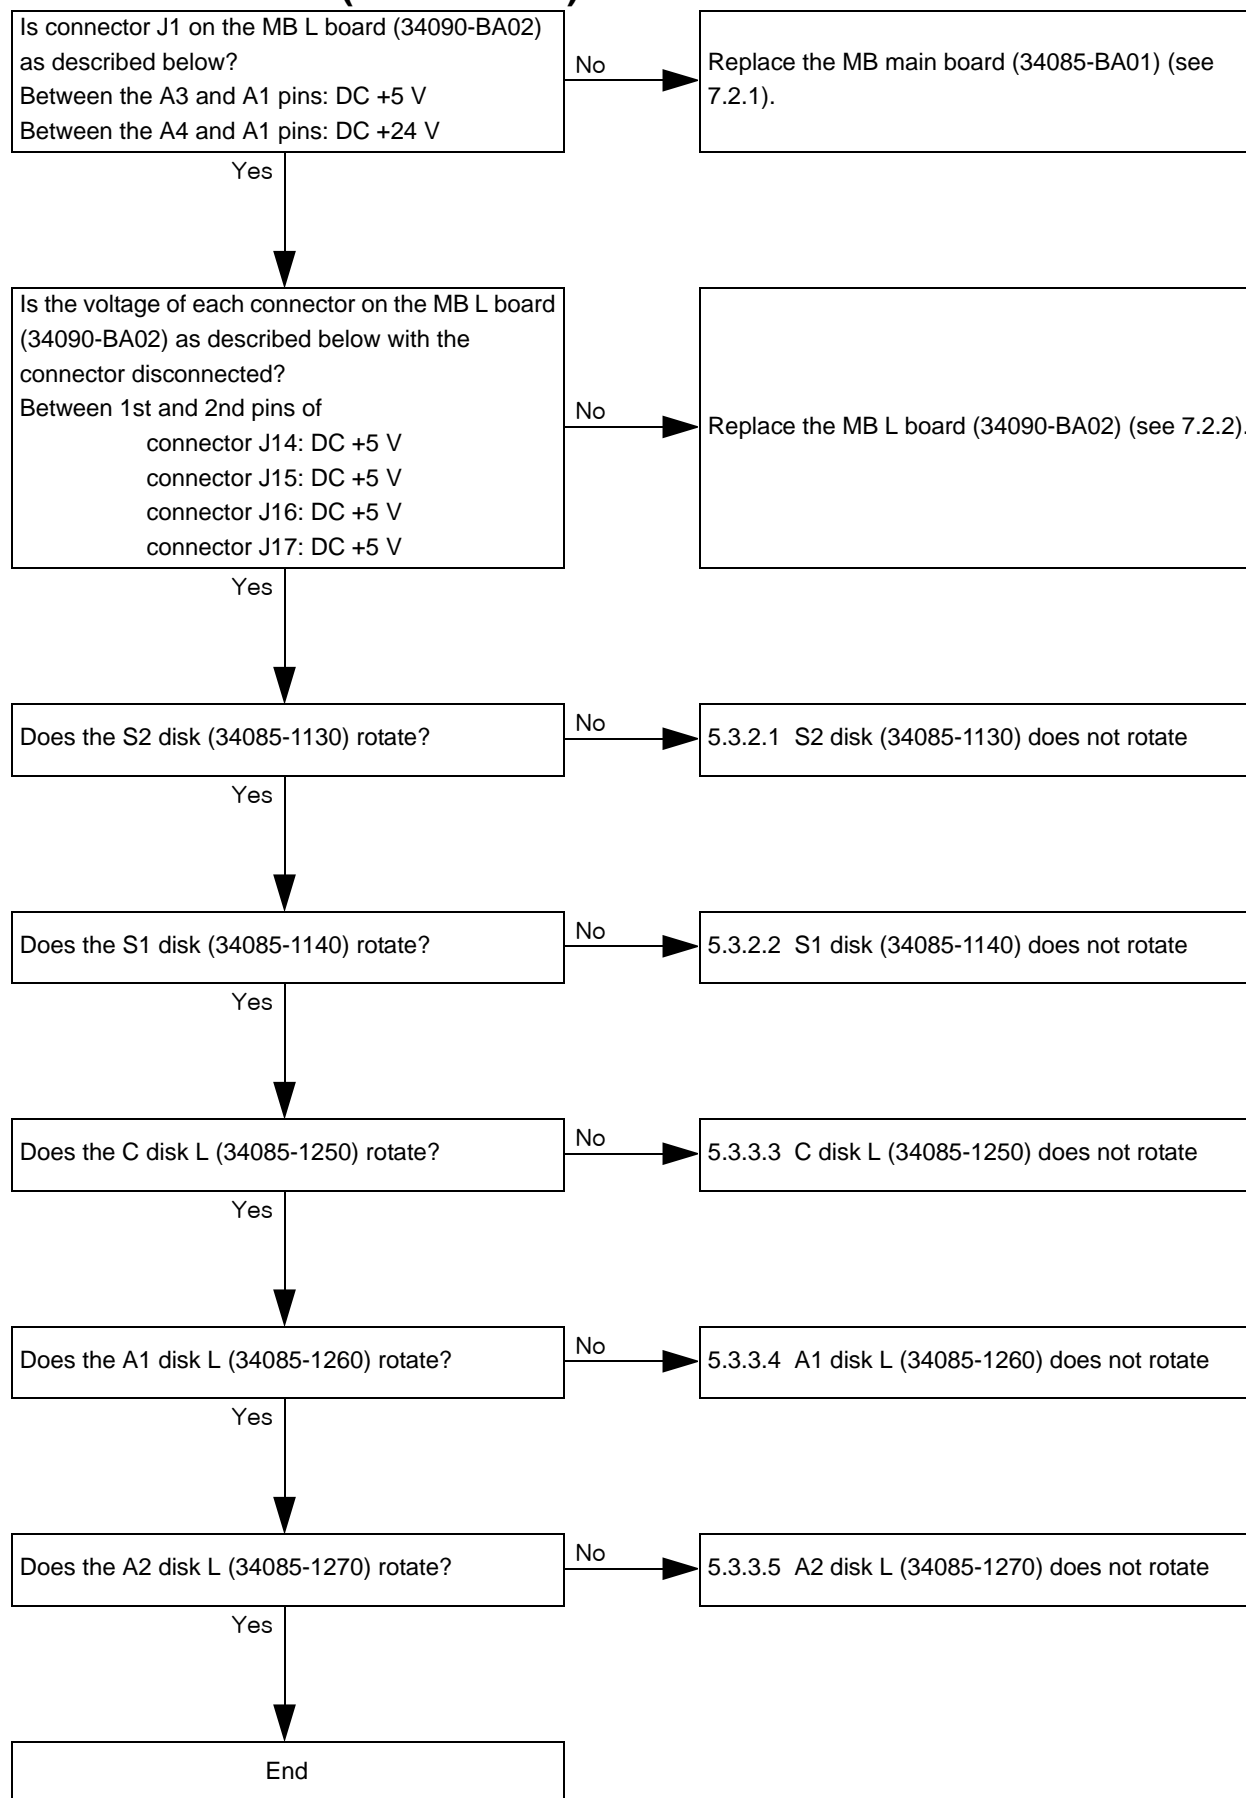 Is connector J1 on the MB L board (34090-BA02)
as described below?
Between the A3 and A1 pins: DC +5 V
Between the A4 and A1 pins: DC +24 V
No
Replace the MB main board (34085-BA01) (see
7.2.1).
Yes
Is the voltage of each connector on the MB L board
(34090-BA02) as described below with the
connector disconnected?
Between 1st and 2nd pins of
connector J14: DC +5 V
connector J15: DC +5 V
connector J16: DC +5 V
connector J17: DC +5 V
No
Replace the MB L board (34090-BA02) (see 7.2.2).
Yes
Does the S2 disk (34085-1130) rotate?
No
5.3.2.1 S2 disk (34085-1130) does not rotate
Yes
Does the S1 disk (34085-1140) rotate?
No
5.3.2.2 S1 disk (34085-1140) does not rotate
Yes
Does the C disk L (34085-1250) rotate?
No
5.3.3.3 C disk L (34085-1250) does not rotate
Yes
Does the A1 disk L (34085-1260) rotate?
No
5.3.3.4 A1 disk L (34085-1260) does not rotate
Yes
Does the A2 disk L (34085-1270) rotate?
No
5.3.3.5 A2 disk L (34085-1270) does not rotate
Yes
End